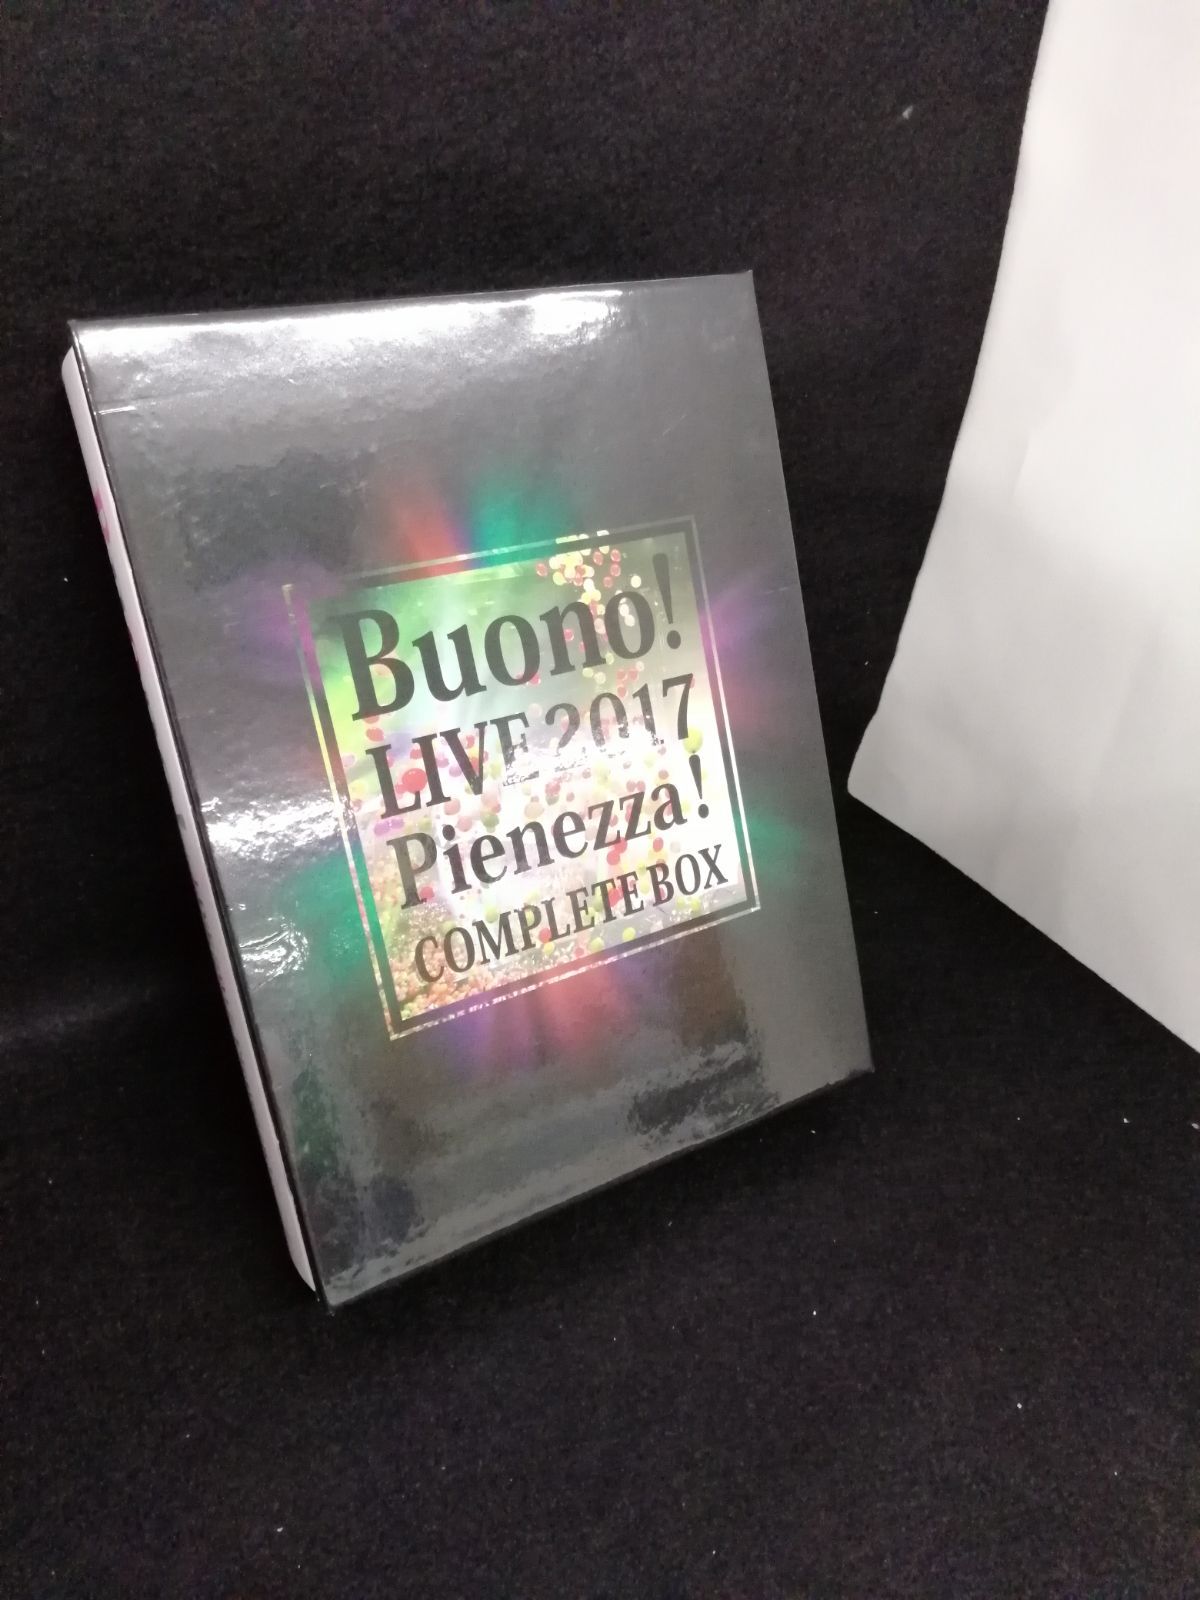 Buono!
LIVE 2017
Pienezza!
COMPLETE BOX